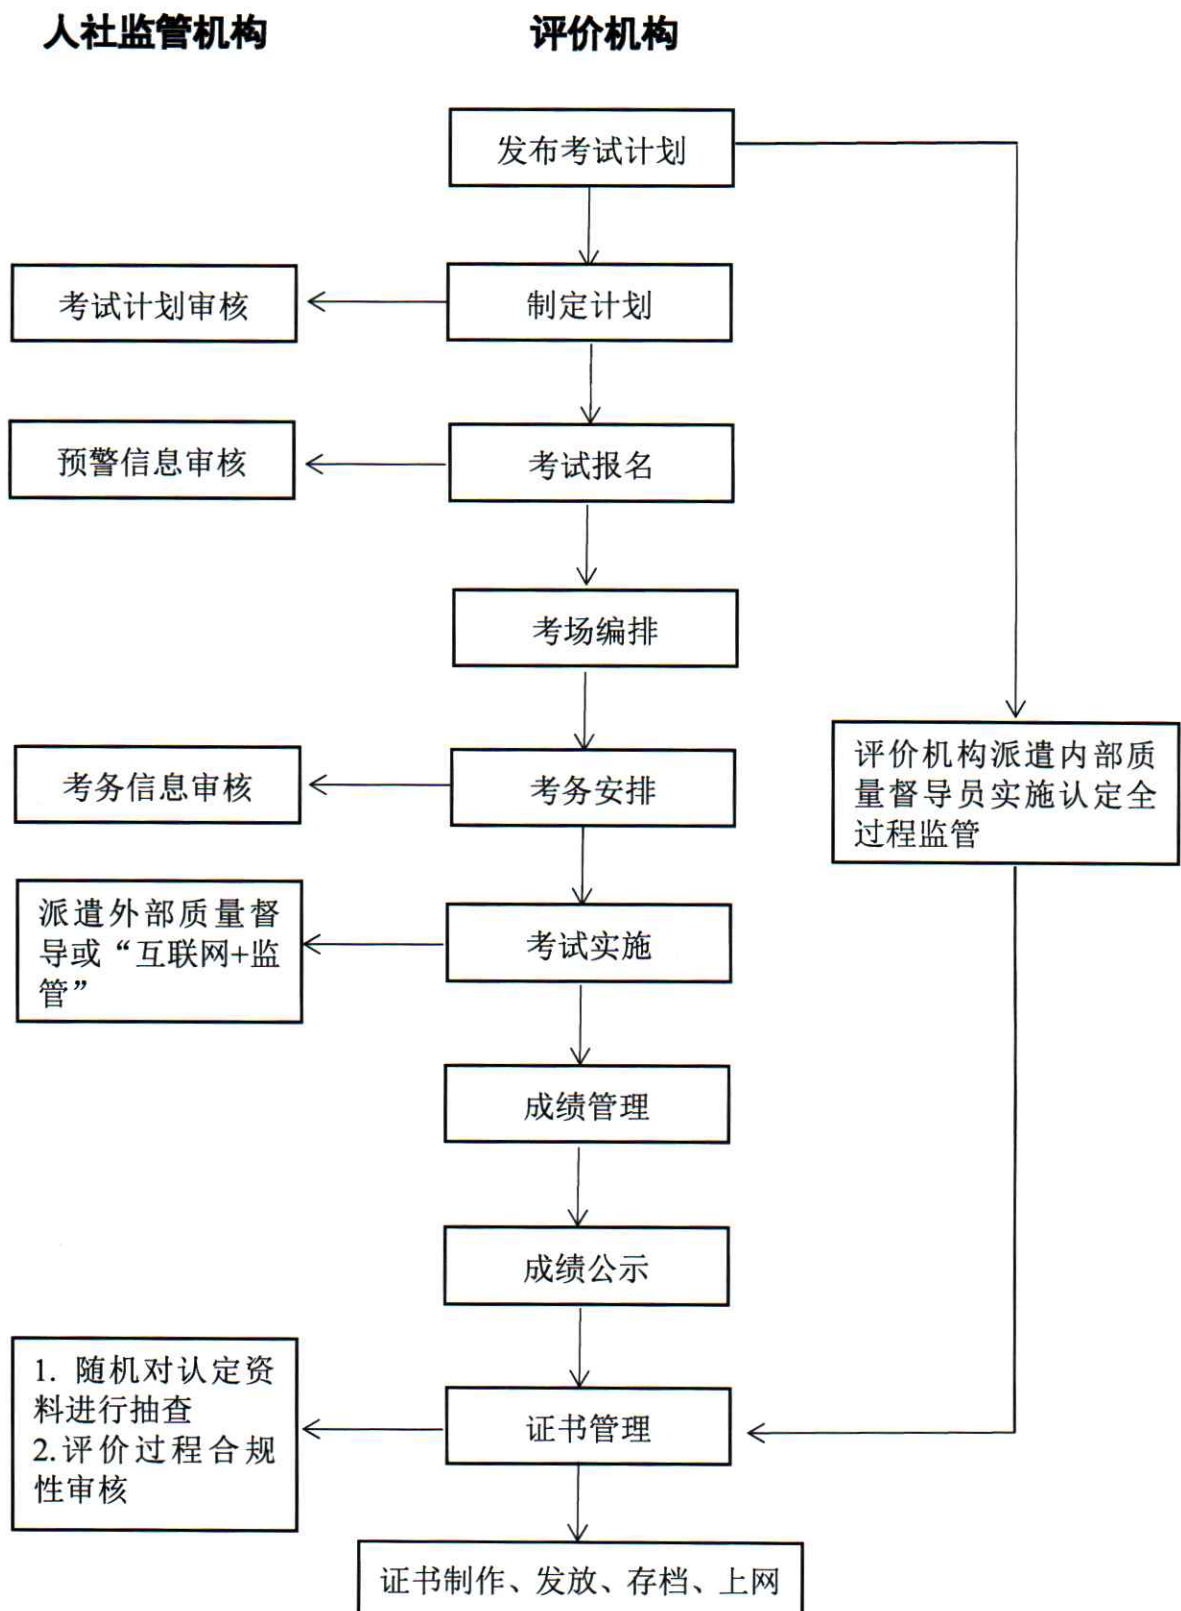 人社监管机构 评价机构
发布考试计划
考试计划审核
制定计划
预警信息审核
考试报名
考场编排
考务信息审核
考务安排
评价机构派遣内部质
量督导员实施认定全
过程监管
派遣外部质量督
导或“互联网+监
管”
考试实施
成绩管理
成绩公示
1. 随机对认定资
料进行抽查
2.评价过程合规
性审核
证书管理
证书制作、发放、存档、上网